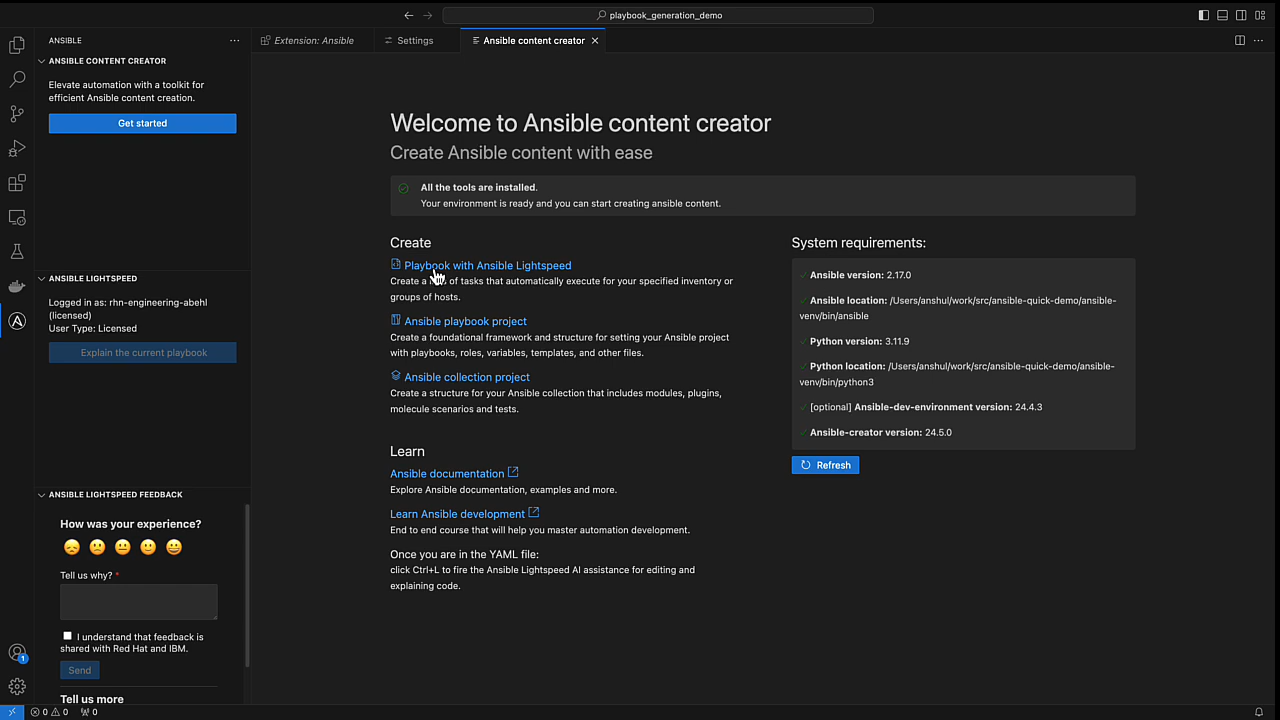 playbook_generation_demo
ANSIBLE
ANSIBLE CONTENT CREATOR
Elevate automation with a toolkit for
efficient Ansible content creation.
Get started
ANSIBLE LIGHTSPEED
Logged in as: rhn-engineering-abehl
(licensed)
User Type: Licensed
Explain the current playbook
ANSIBLE LIGHTSPEED FEEDBACK
How was your experience?
Tell us why? *
I understand that feedback is
shared with Red Hat and IBM.
Send
Tell us more
Extension: Ansible
Settings
Ansible content creator
Welcome to Ansible content creator
Create Ansible content with ease
All the tools are installed.
Your environment is ready and you can start creating ansible content.
Create
Playbook with Ansible Lightspeed
Create a of tasks that automatically execute for your specified inventory or
groups of hosts.
Ansible playbook project
Create a foundational framework and structure for setting your Ansible project
with playbooks, roles, variables, templates, and other files.
Ansible collection project
Create a structure for your Ansible collection that includes modules, plugins,
molecule scenarios and tests.
Learn
Ansible documentation
Explore Ansible documentation, examples and more.
Learn Ansible development
End to end course that will help you master automation development.
Once you are in the YAML file:
click Ctrl+L to fire the Ansible Lightspeed AI assistance for editing and
explaining code.
System requirements:
Ansible version: 2.17.0
Ansible location: /Users/anshul/work/src/ansible-quick-demo/ansible-
venv/bin/ansible
Python version: 3.11.9
Python location: /Users/anshul/work/src/ansible-quick-demo/ansible-
venv/bin/python3
[optional] Ansible-dev-environment version: 24.4.3
Ansible-creator version: 24.5.0
Refresh
1
0 0 0